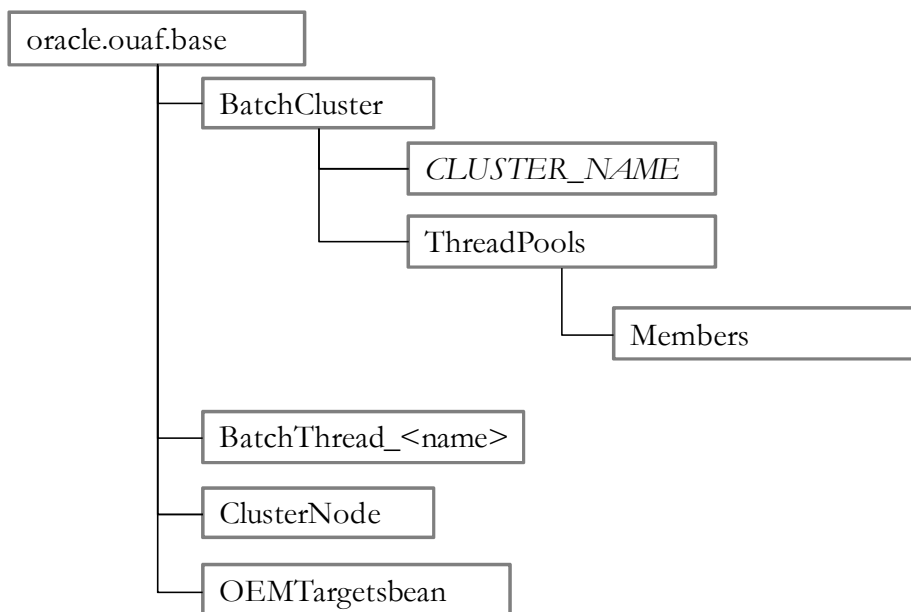 oracle.ouaf.base
BatchCluster
CLUSTER_NAME
ThreadPools
Members
BatchThread_<name>
ClusterNode
OEMTargetsbean